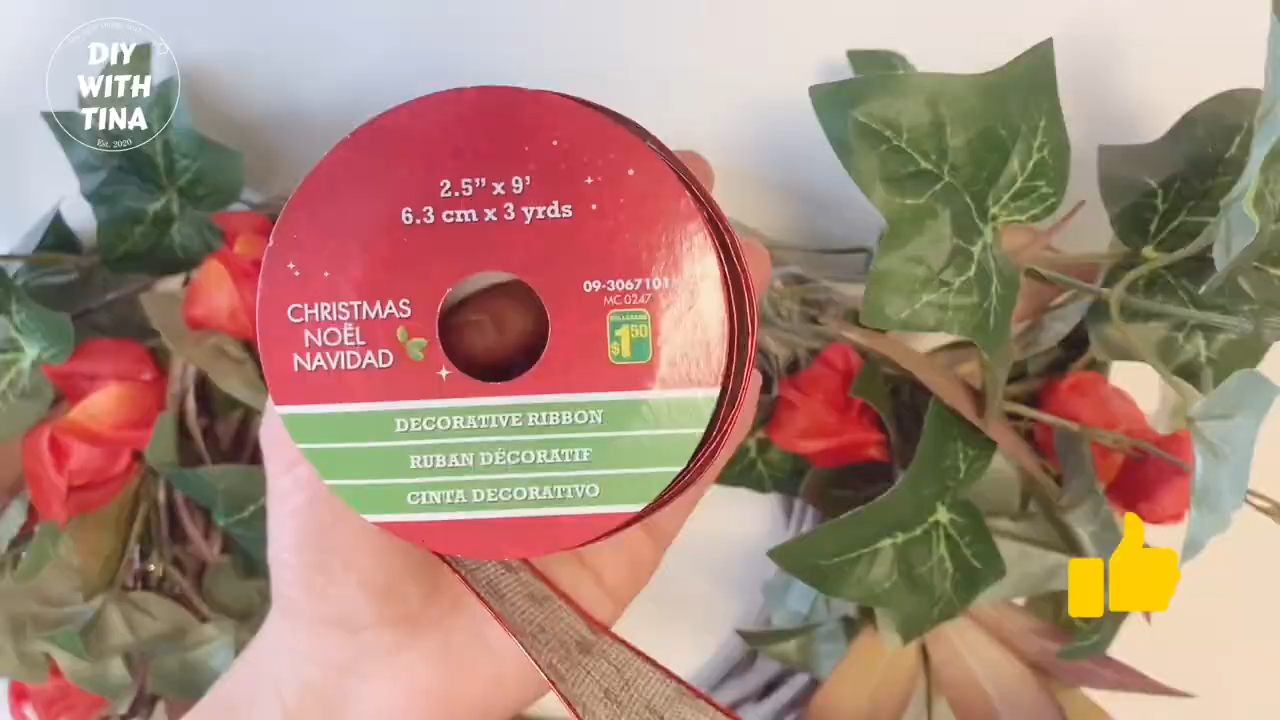 DIY
WITH
TINA
Est. 2020
2.5” x 9’
6.3 cm x 3 yrds
09-3067101
MC 0247
CHRISTMAS
NOËL
NAVIDAD
$1.50
DECORATIVE RIBBON
RUBAN DÉCORATIF
CINTA DECORATIVO